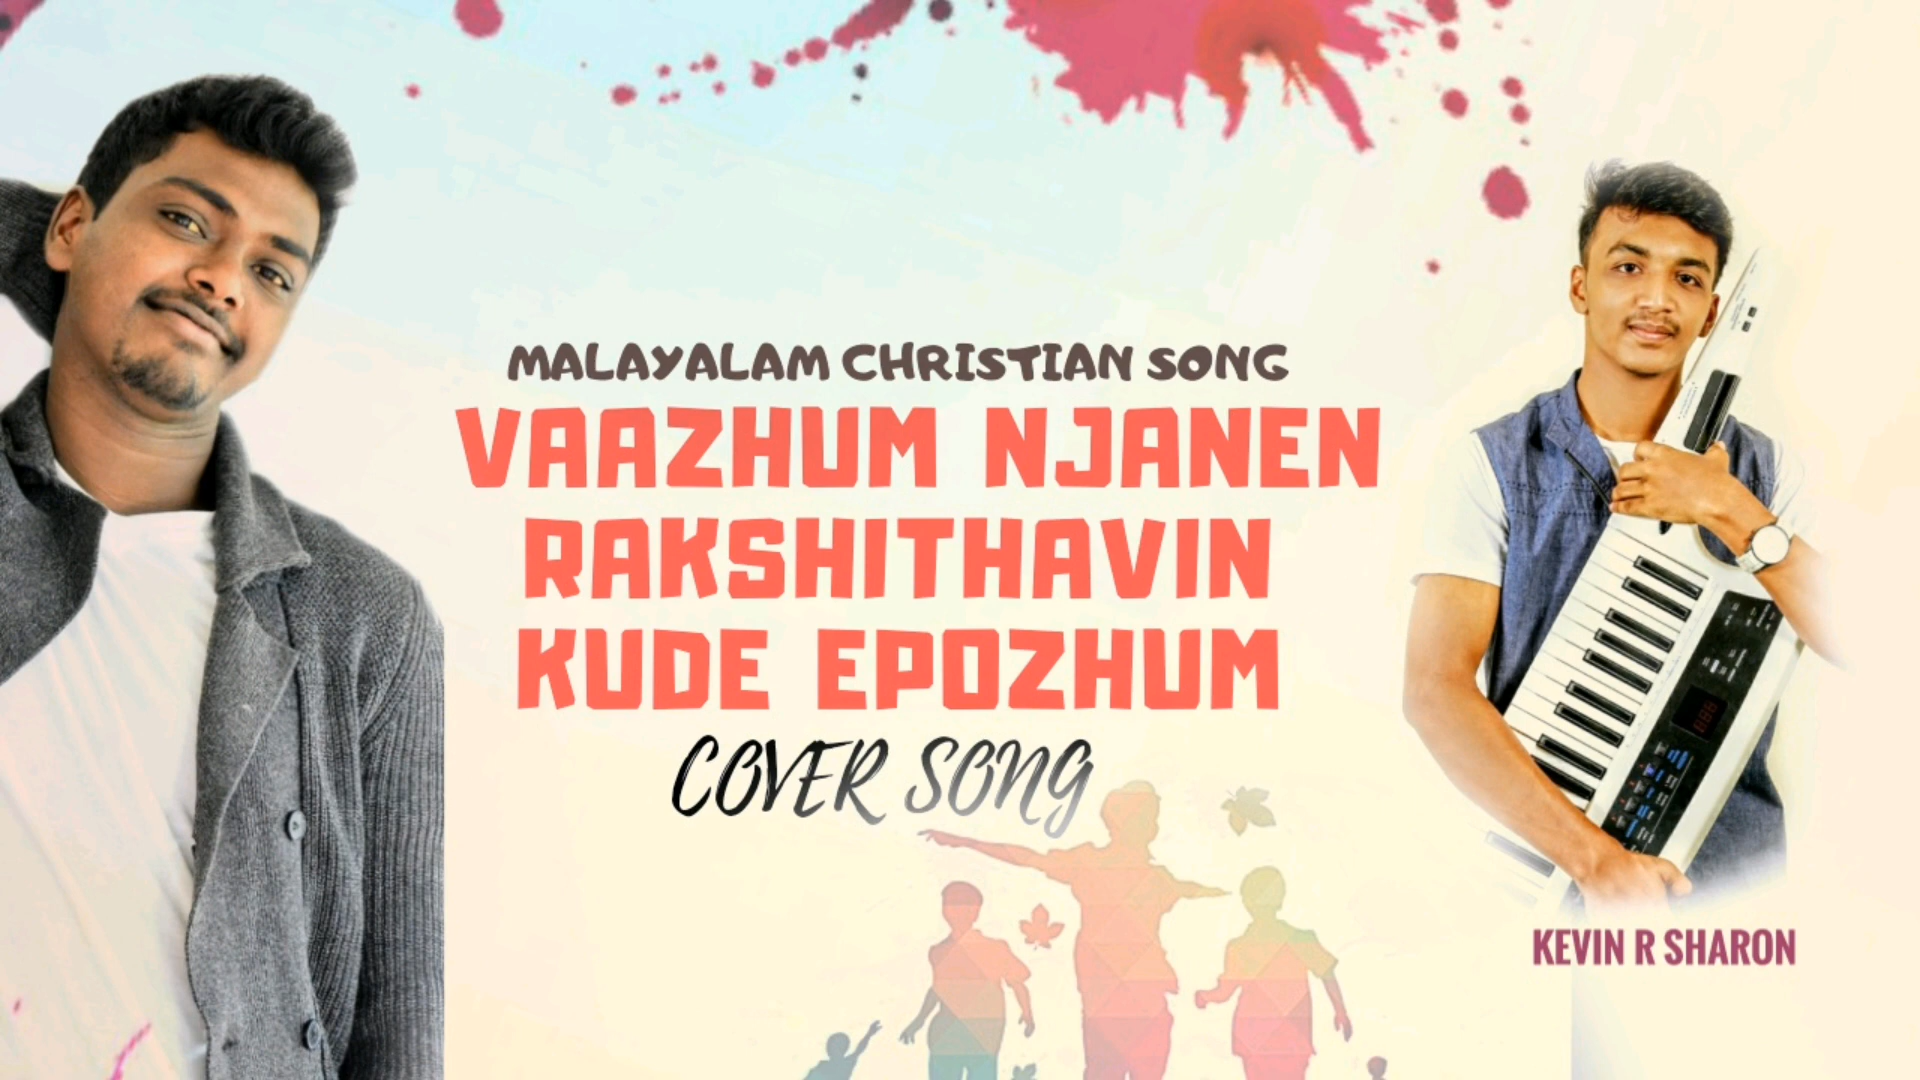 MALAYALAM CHRISTIAN SONG
VAAZHUM NJANEN
RAKSHITHAVIN
KUDE EPOZHUM
COVER SONG
KEVIN R SHARON